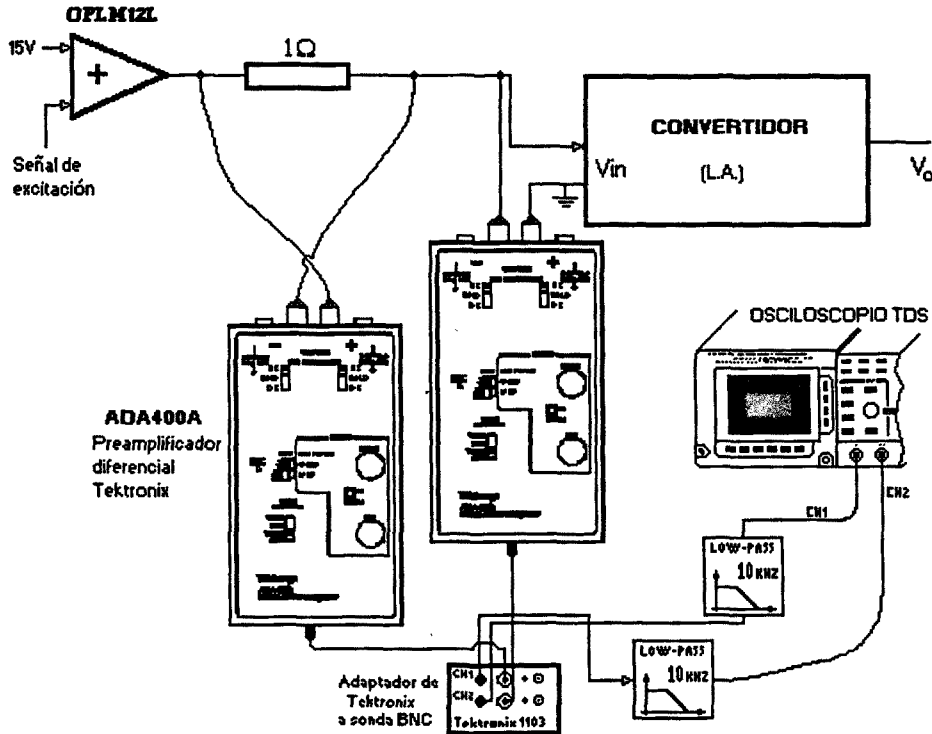 OPLM12L
15V
+
1Ω
Señal de
excitación
CONVERTIDOR
Vin
(L.A.)
Vo
OSCILOSCOPIO TDS
ADA400A
Preamplificador
diferencial
Tektronix
CH1
CH2
LOW-PASS
10 KHZ
LOW-PASS
10 KHZ
Adaptador de
Tektronix
a sonda BNC
CH1
CH2
Tektronix 1103